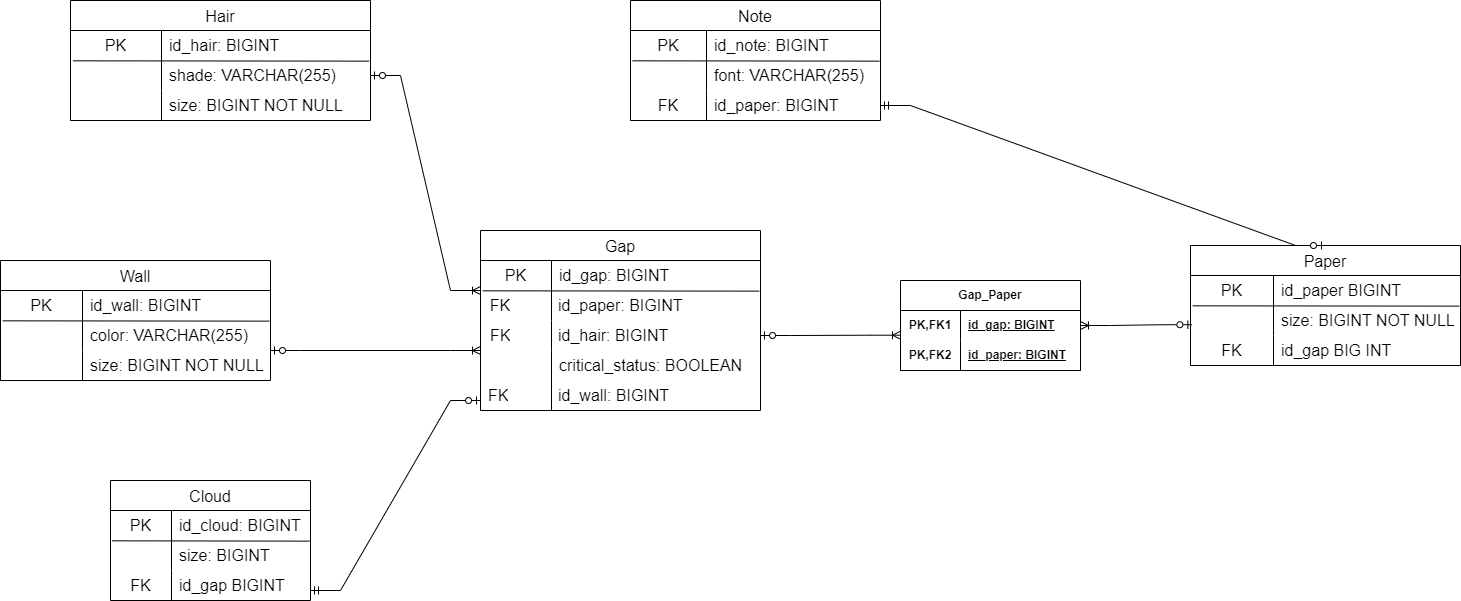 Hair
PK id_hair: BIGINT
shade: VARCHAR(255)
size: BIGINT NOT NULL
Note
PK id_note: BIGINT
font: VARCHAR(255)
FK id_paper: BIGINT
Wall
PK id_wall: BIGINT
color: VARCHAR(255)
size: BIGINT NOT NULL
Gap
PK id_gap: BIGINT
FK id_paper: BIGINT
FK id_hair: BIGINT
critical_status: BOOLEAN
FK id_wall: BIGINT
Gap_Paper
PK,FK1 id_gap: BIGINT
PK,FK2 id_paper: BIGINT
Paper
PK id_paper BIGINT
size: BIGINT NOT NULL
FK id_gap BIG INT
Cloud
PK id_cloud: BIGINT
size: BIGINT
FK id_gap BIGINT